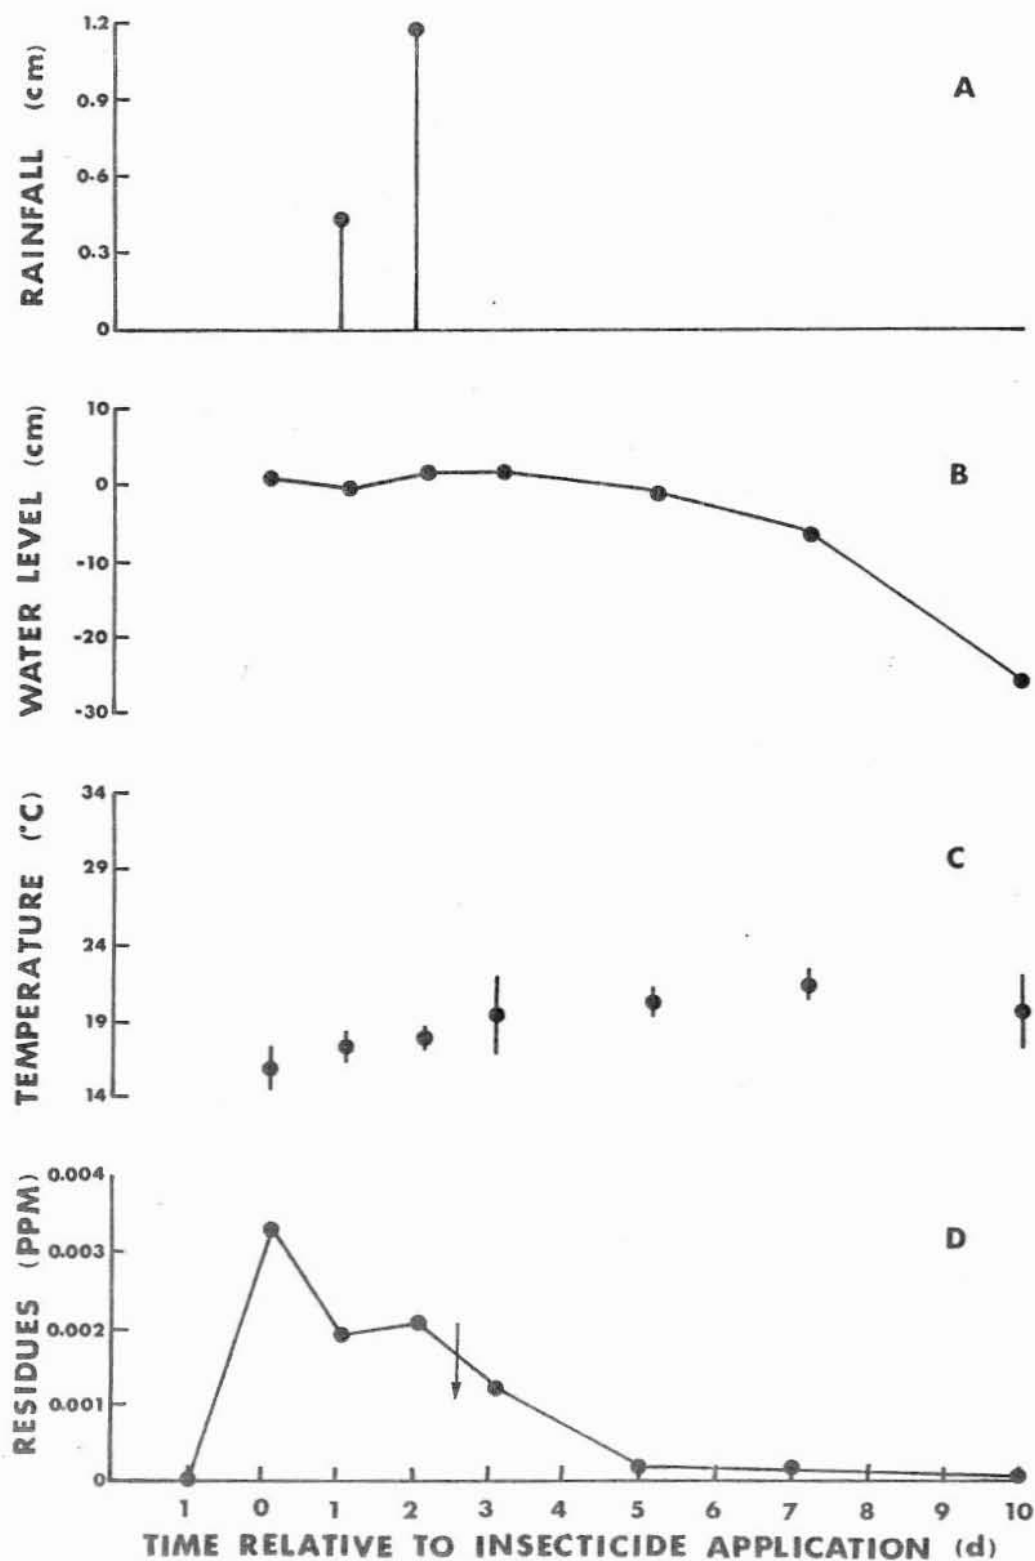 A
RAINFALL (cm)
1.2
0.9
0.6
0.3
0
B
WATER LEVEL (cm)
10
0
-10
-20
-30
C
TEMPERATURE (°C)
34
29
24
19
14
D
RESIDUES (PPM)
0.004
0.003
0.002
0.001
0
1 0 1 2 3 4 5 6 7 8 9 10
TIME RELATIVE TO INSECTICIDE APPLICATION (d)